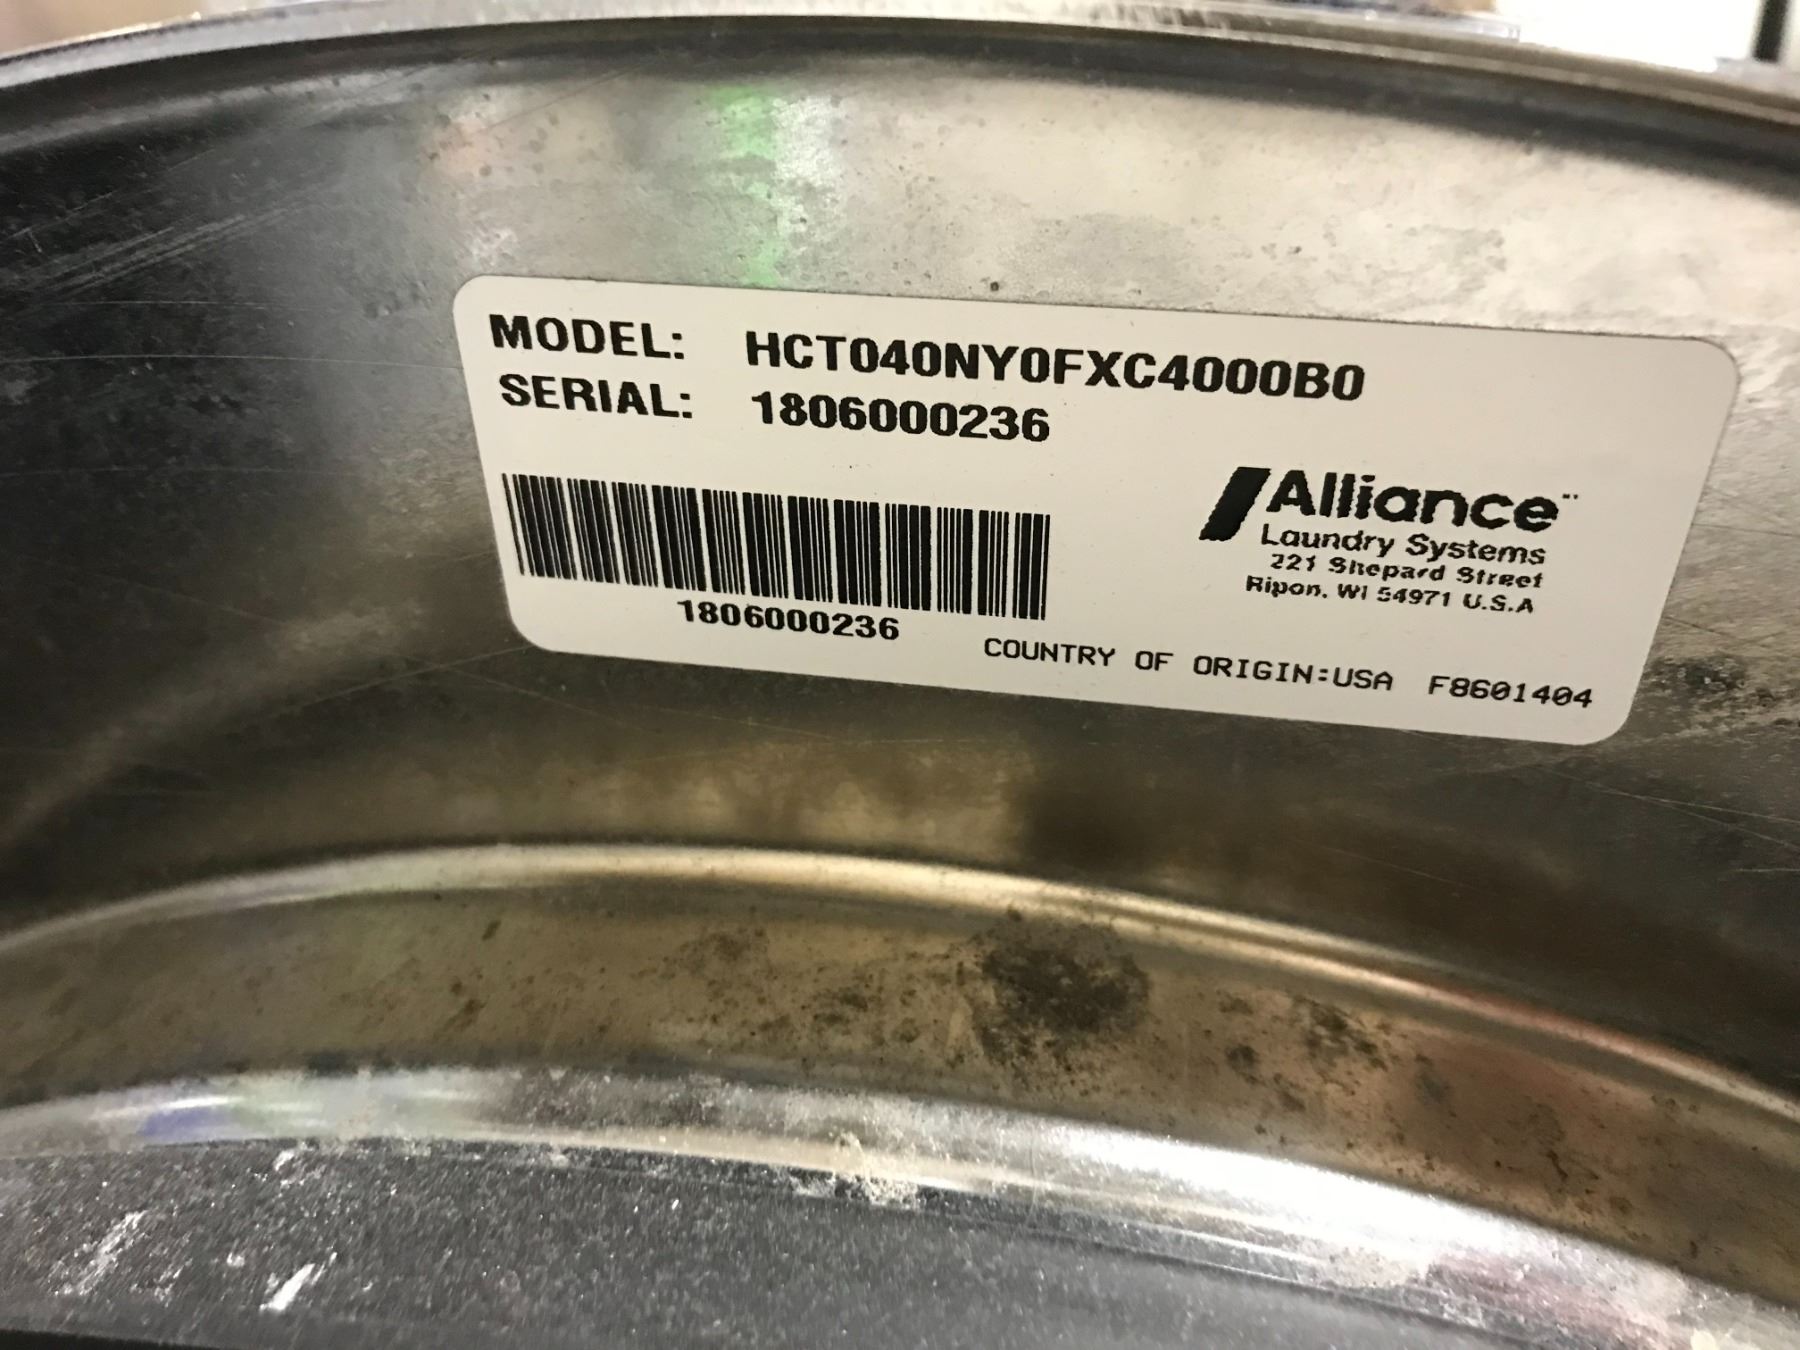 MODEL: HCT040NY0FXC4000B0
SERIAL: 1806000236
1806000236
Alliance™
Laundry Systems
221 Shepard Street
Ripon, WI 54971 U.S.A
COUNTRY OF ORIGIN:USA F8601404